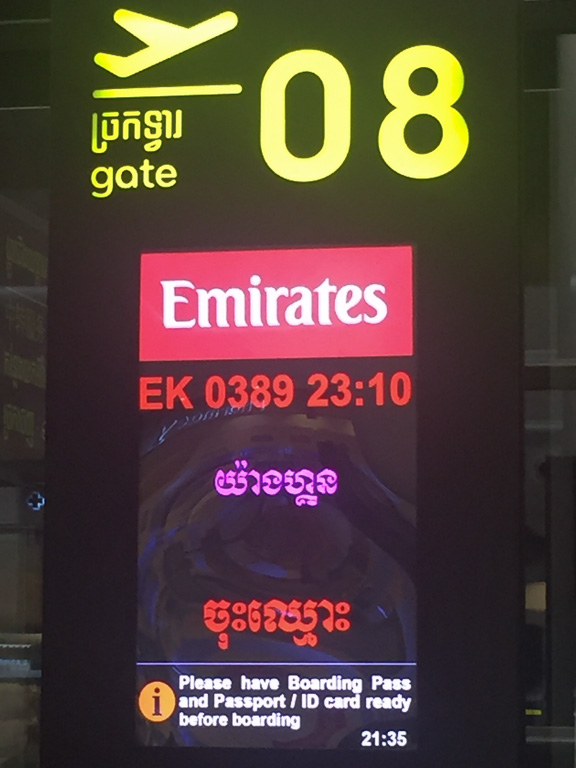 ច្រកទ្វារ
gate
08
Emirates
EK 0389 23:10
យ៉ាងហ្គូន
ចុះឈ្មោះ
i
Please have Boarding Pass
and Passport / ID card ready
before boarding
21:35